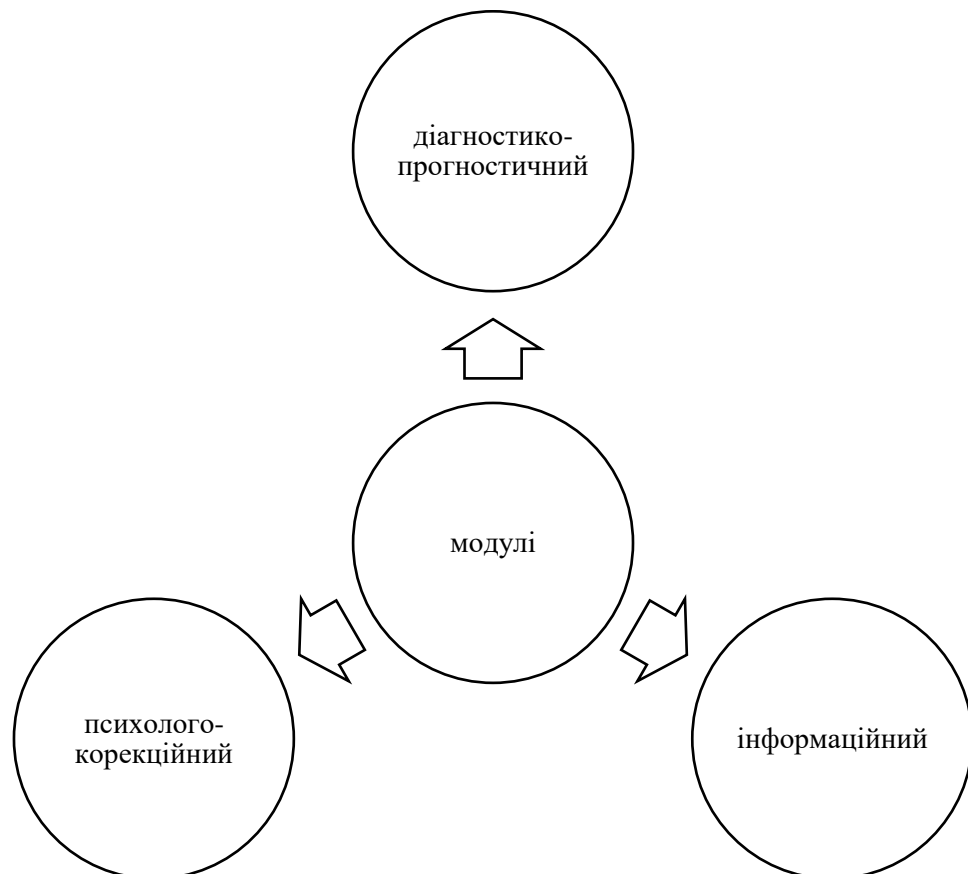 діагностико-
прогностичний
модулі
психолого-
корекційний
інформаційний